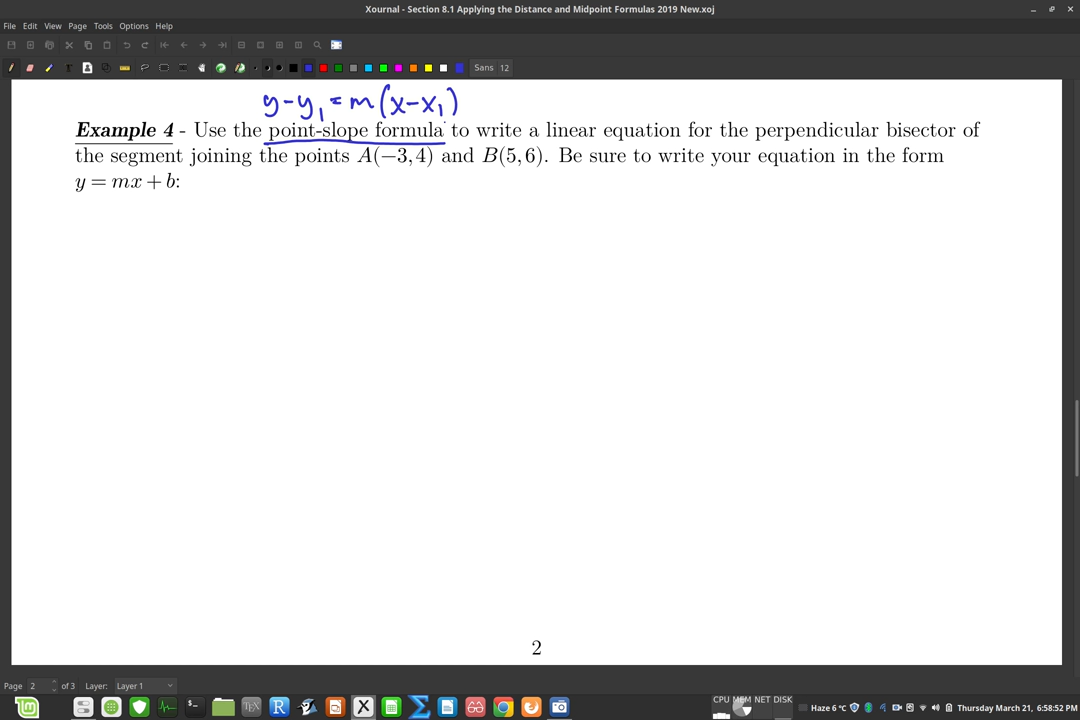 Xournal - Section 8.1 Applying the Distance and Midpoint Formulas 2019 New.xoj
File Edit View Page Tools Options Help
Sans 12
y-y₁=m(x-x₁)
Example 4 - Use the point-slope formula to write a linear equation for the perpendicular bisector of
the segment joining the points A(−3, 4) and B(5, 6). Be sure to write your equation in the form
y = mx + b:
2
Page 2 of 3 Layer: Layer 1
CPU MEM NET DISK
Haze 6 °C Thursday March 21, 6:58:52 PM